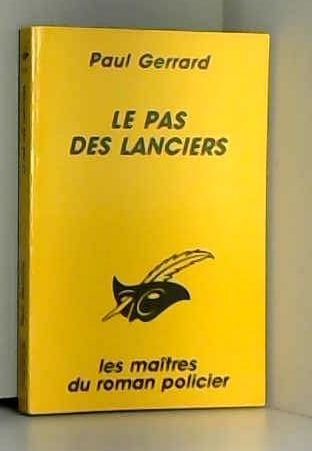 Paul Gerrard
LE PAS
DES LANCIERS
les maîtres
du roman policier